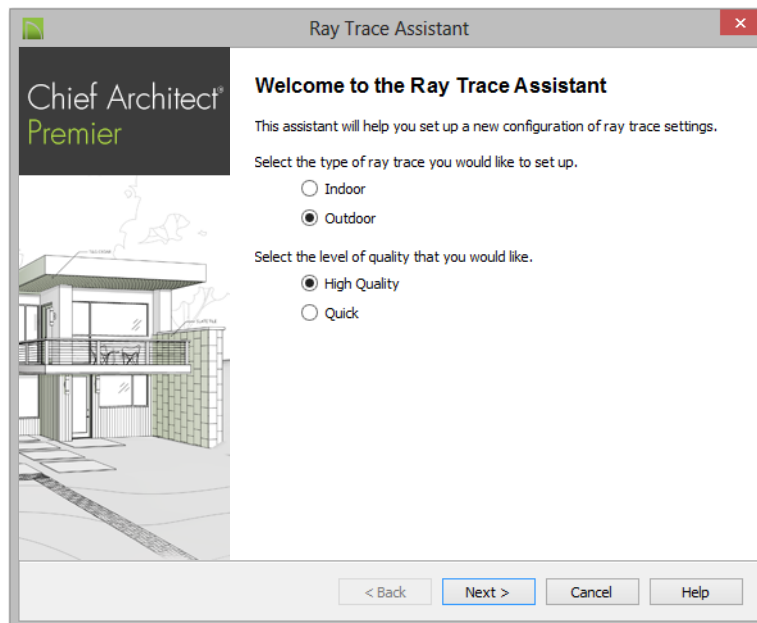 Ray Trace Assistant
Chief Architect®
Premier
Welcome to the Ray Trace Assistant
This assistant will help you set up a new configuration of ray trace settings.
Select the type of ray trace you would like to set up.
Indoor
Outdoor
Select the level of quality that you would like.
High Quality
Quick
< Back
Next >
Cancel
Help